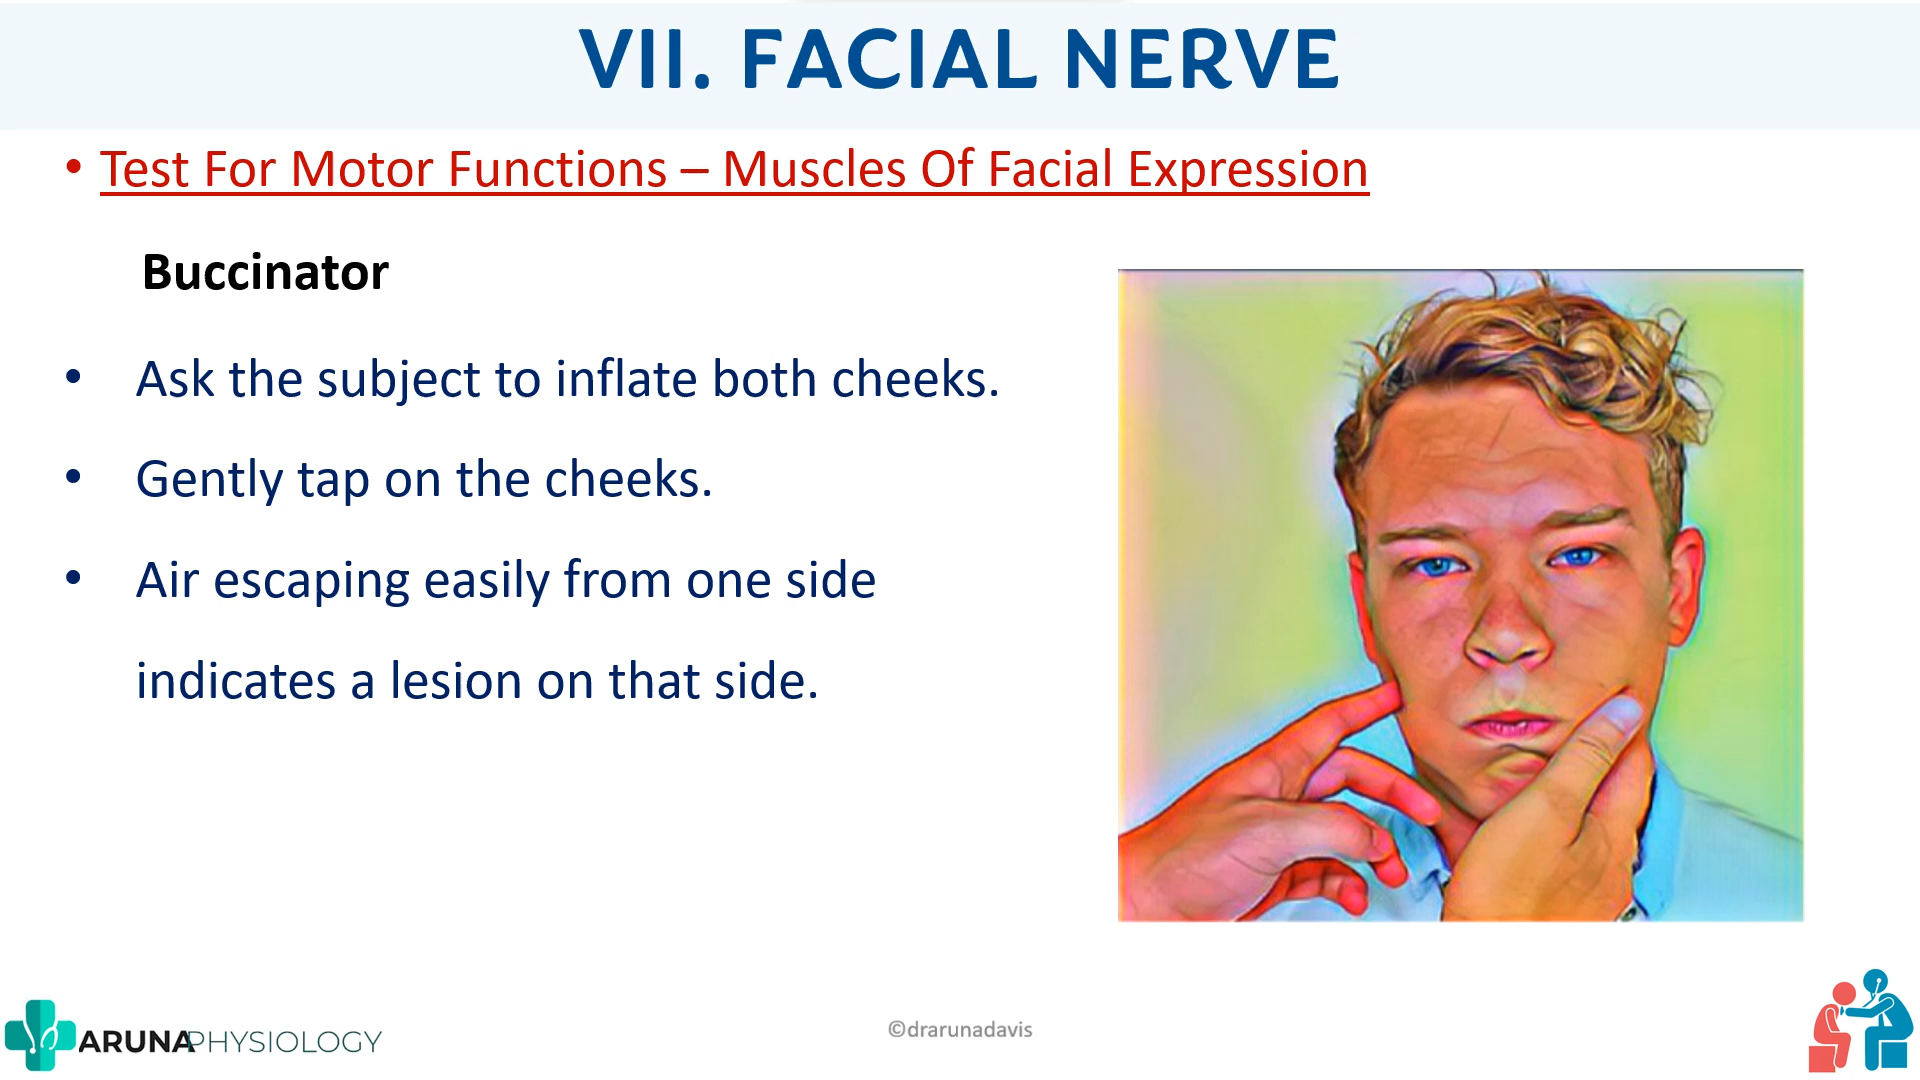 VII. FACIAL NERVE
• Test For Motor Functions – Muscles Of Facial Expression
Buccinator
• Ask the subject to inflate both cheeks.
• Gently tap on the cheeks.
• Air escaping easily from one side
indicates a lesion on that side.
ARUNAPHYSIOLOGY
©drarunadavis